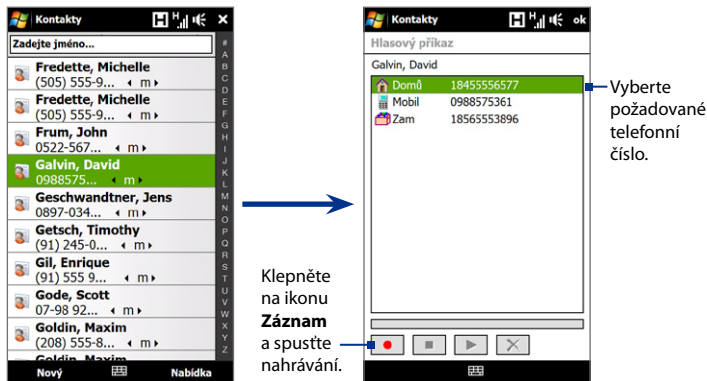 Kontakty
Zadejte jméno...
Fredette, Michelle
(505) 555-9... m
Fredette, Michelle
(505) 555-9... m
Frum, John
0522-567... m
Galvin, David
0988575... m
Geschwandtner, Jens
0897-034... m
Getsch, Timothy
(91) 245-0... m
Gil, Enrique
(91) 555 9... m
Gode, Scott
07-98 92... m
Goldin, Maxim
(208) 555-8... m
Goldin, Maxim
#
A
B
C
D
E
F
G
H
I
J
K
L
M
N
O
P
Q
R
S
T
U
V
W
X
Y
Z
Nový Nabídka
Klepněte
na ikonu
Záznam
a spusťte
nahrávání.
Kontakty ok
Hlasový příkaz
Galvin, David
Domů 18455556577
Mobil 0988575361
Zam 18565553896
Vyberte
požadované
telefonní
číslo.